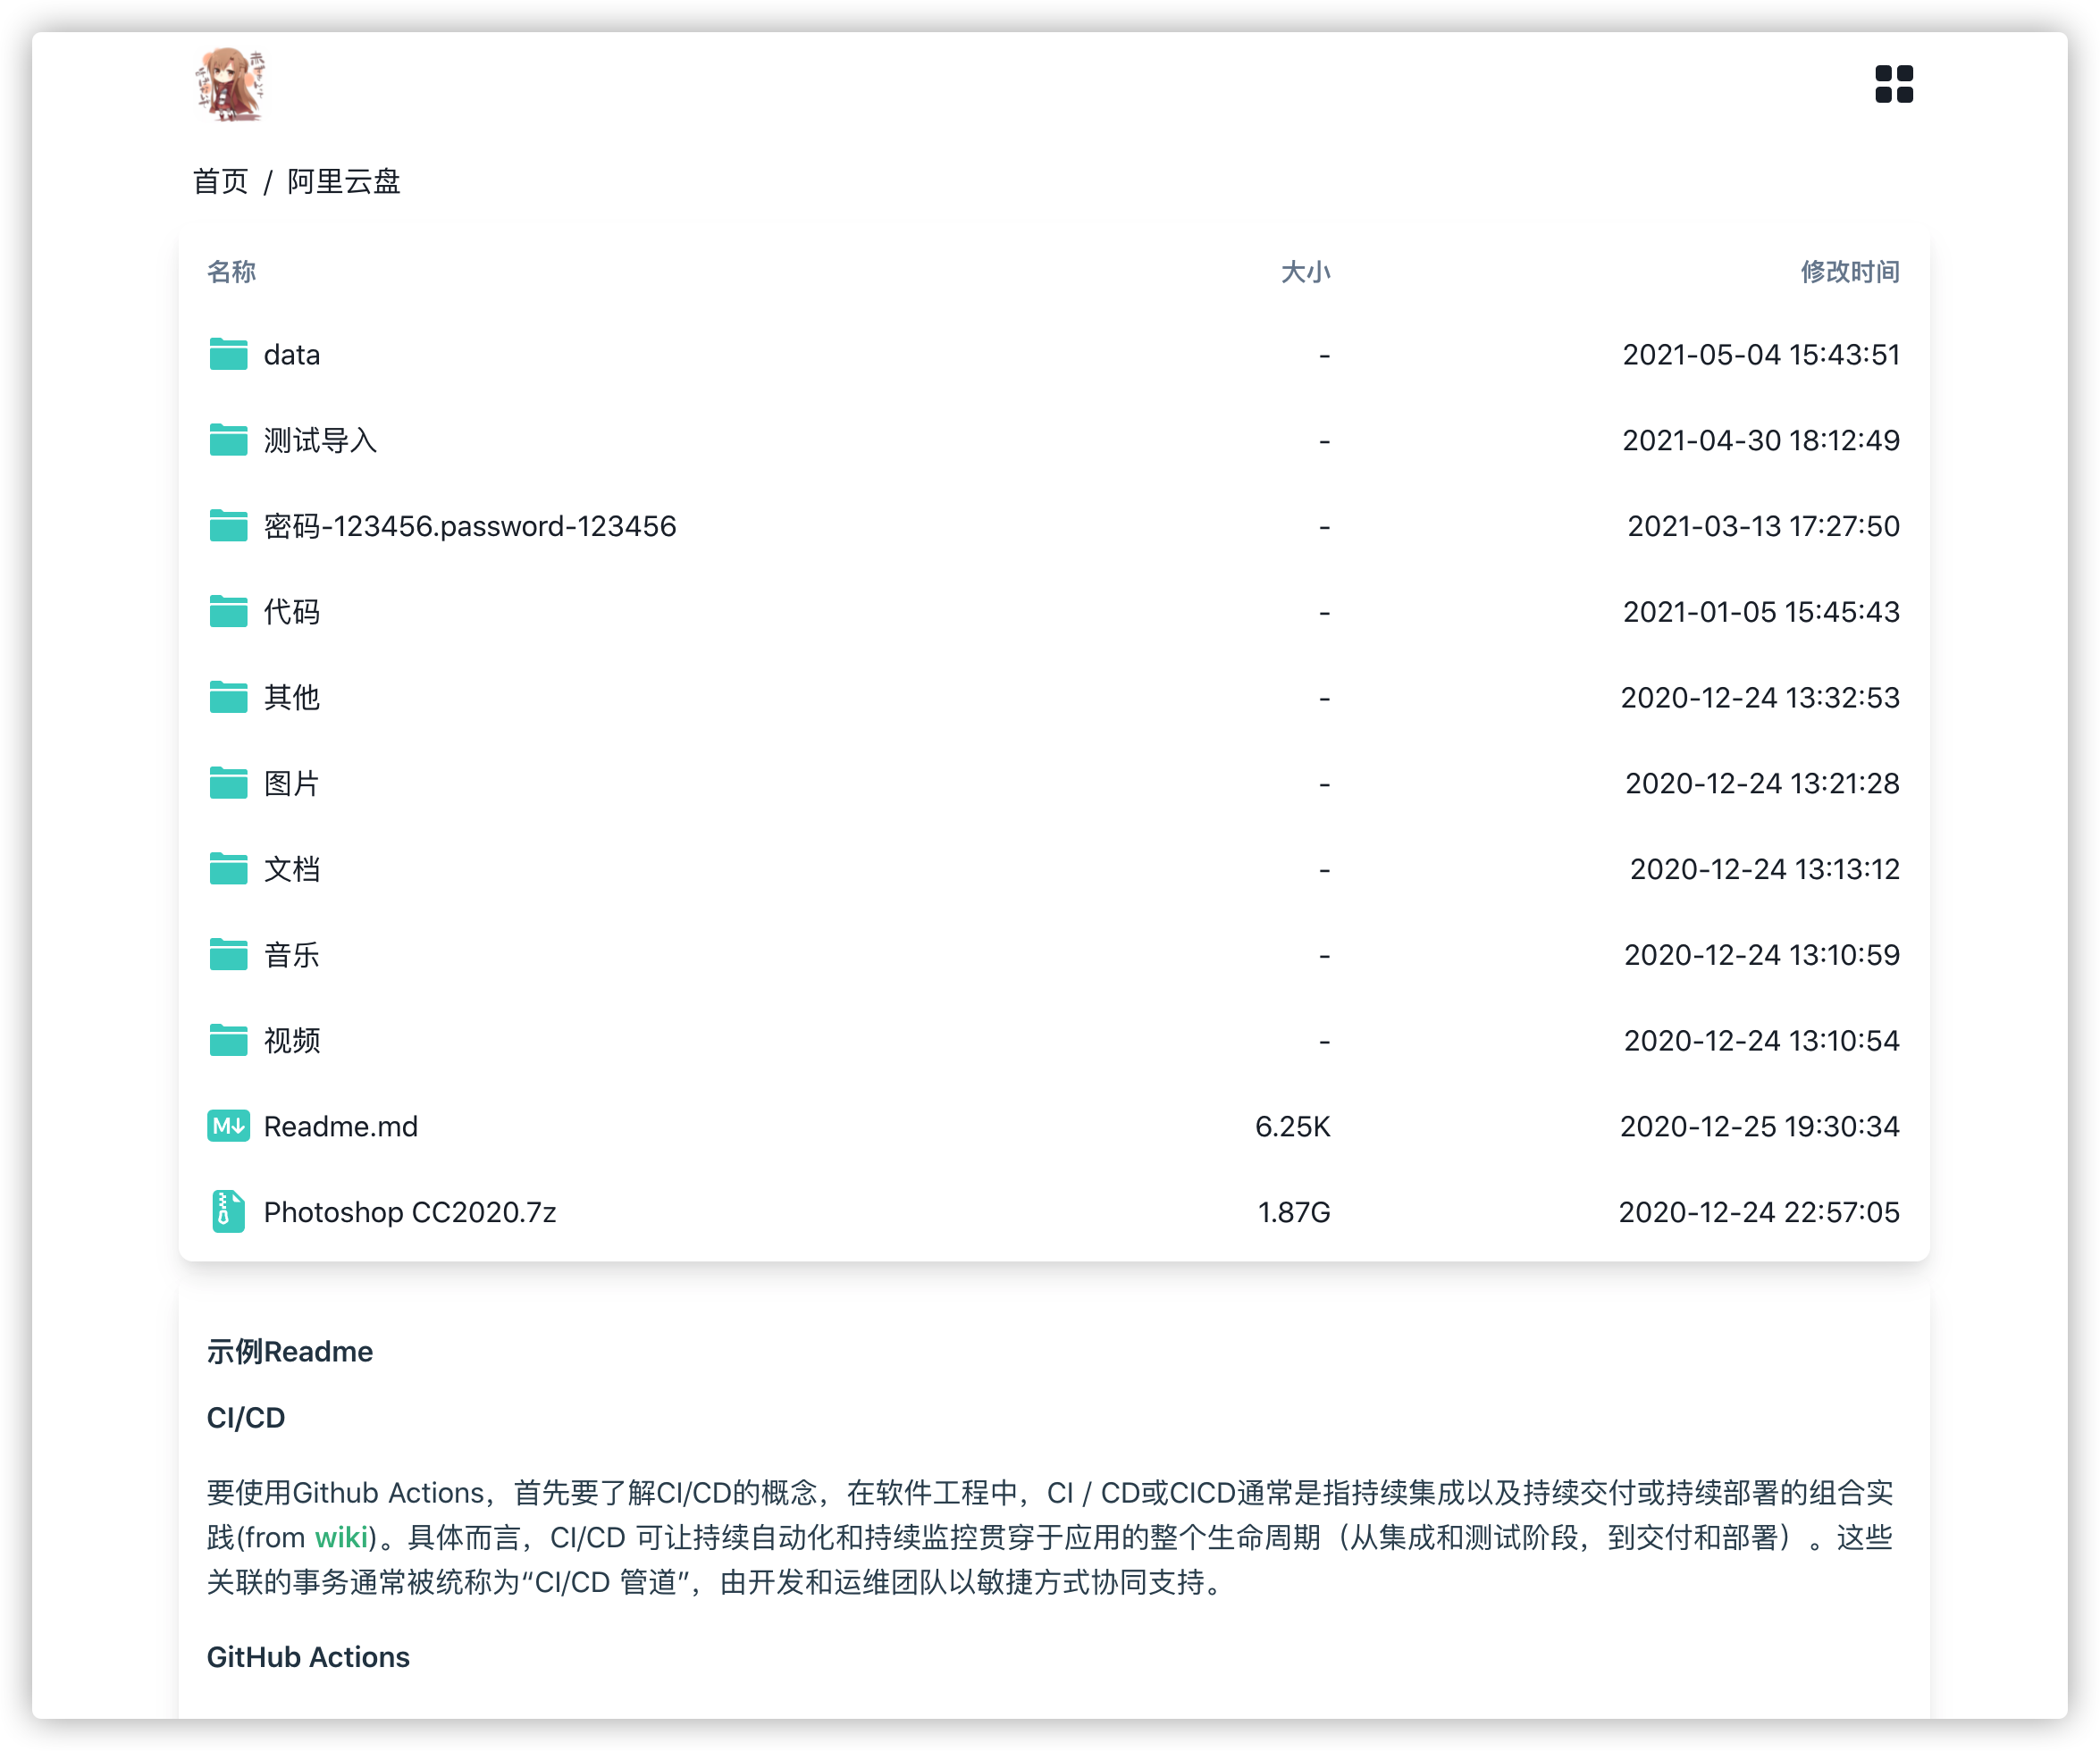 首页 / 阿里云盘
名称 大小 修改时间
data - 2021-05-04 15:43:51
测试导入 - 2021-04-30 18:12:49
密码-123456.password-123456 - 2021-03-13 17:27:50
代码 - 2021-01-05 15:45:43
其他 - 2020-12-24 13:32:53
图片 - 2020-12-24 13:21:28
文档 - 2020-12-24 13:13:12
音乐 - 2020-12-24 13:10:59
视频 - 2020-12-24 13:10:54
M↓ Readme.md 6.25K 2020-12-25 19:30:34
Photoshop CC2020.7z 1.87G 2020-12-24 22:57:05
示例Readme
CI/CD
要使用Github Actions，首先要了解CI/CD的概念，在软件工程中，CI / CD或CICD通常是指持续集成以及持续交付或持续部署的组合实
践(from wiki)。具体而言，CI/CD 可让持续自动化和持续监控贯穿于应用的整个生命周期（从集成和测试阶段，到交付和部署）。这些
关联的事务通常被统称为“CI/CD 管道”，由开发和运维团队以敏捷方式协同支持。
GitHub Actions